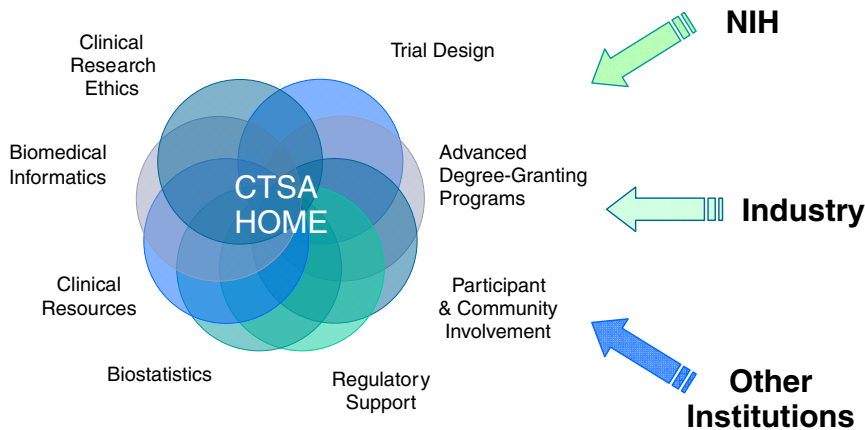 Clinical
Research
Ethics
Trial Design
NIH
Biomedical
Informatics
CTSA
HOME
Advanced
Degree-Granting
Programs
Industry
Clinical
Resources
Participant
& Community
Involvement
Biostatistics
Regulatory
Support
Other
Institutions